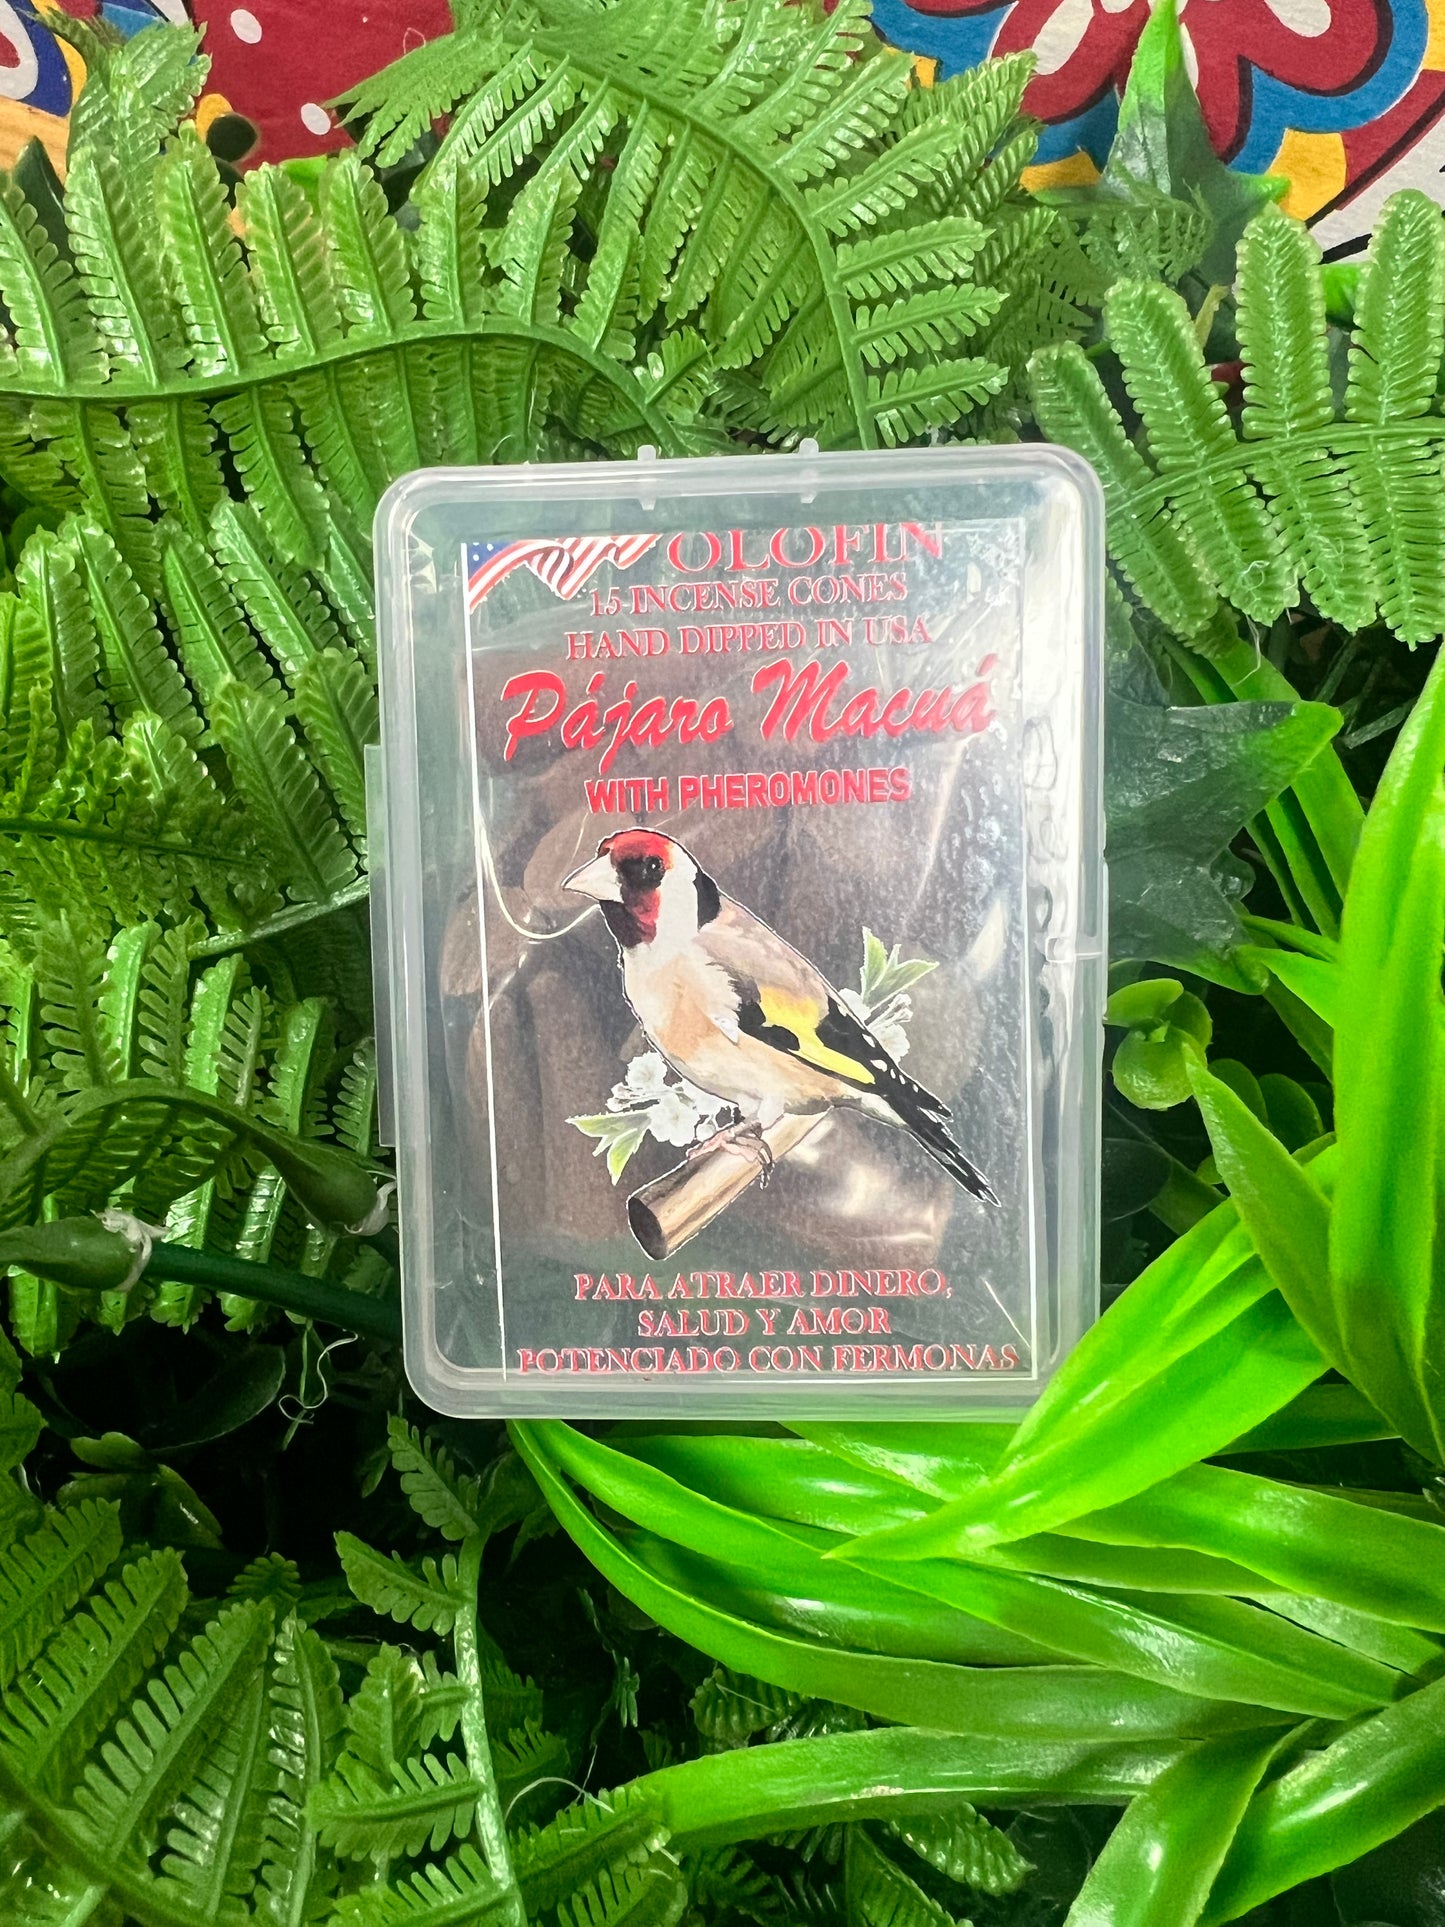 OLOFIN
15 INCENSE CONES
HAND DIPPED IN USA
Pájaro Macuá
WITH PHEROMONES
PARA ATRAER DINERO,
SALUD Y AMOR
POTENCIADO CON FERMONAS